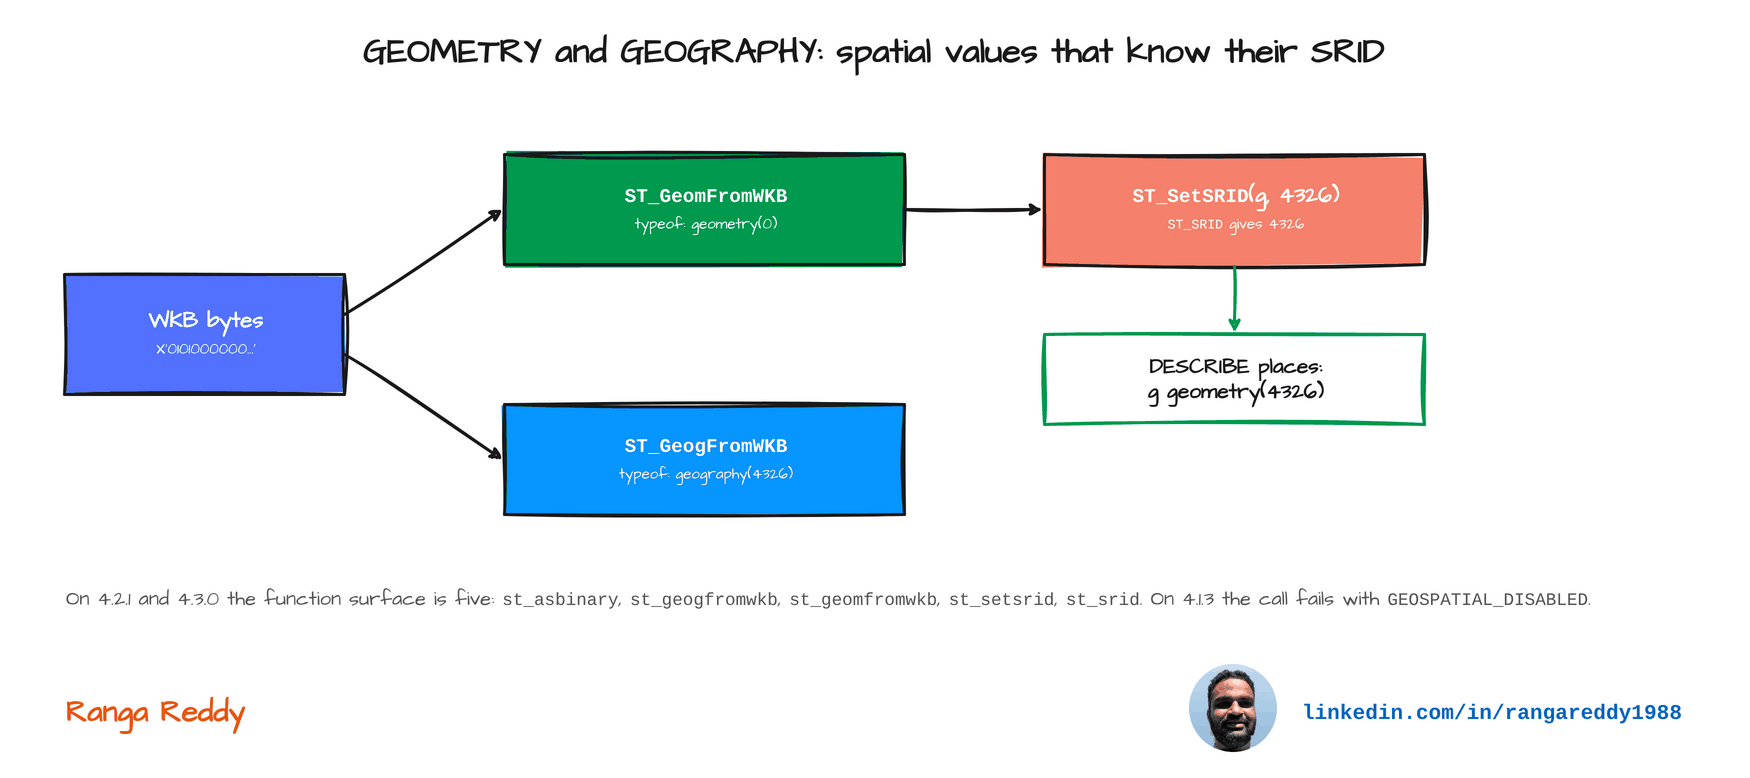 GEOMETRY and GEOGRAPHY: spatial values that know their SRID
ST_GeomFromWKB
typeof: geometry(0)
ST_SetSRID(g, 4326)
ST_SRID gives 4326
WKB bytes
X'0101000000...'
DESCRIBE places:
g geometry(4326)
ST_GeogFromWKB
typeof: geography(4326)
On 4.2.1 and 4.3.0 the function surface is five: st_asbinary, st_geogfromwkb, st_geomfromwkb, st_setsrid, st_srid. On 4.1.3 the call fails with GEOSPATIAL_DISABLED.
Ranga Reddy
linkedin.com/in/rangareddy1988